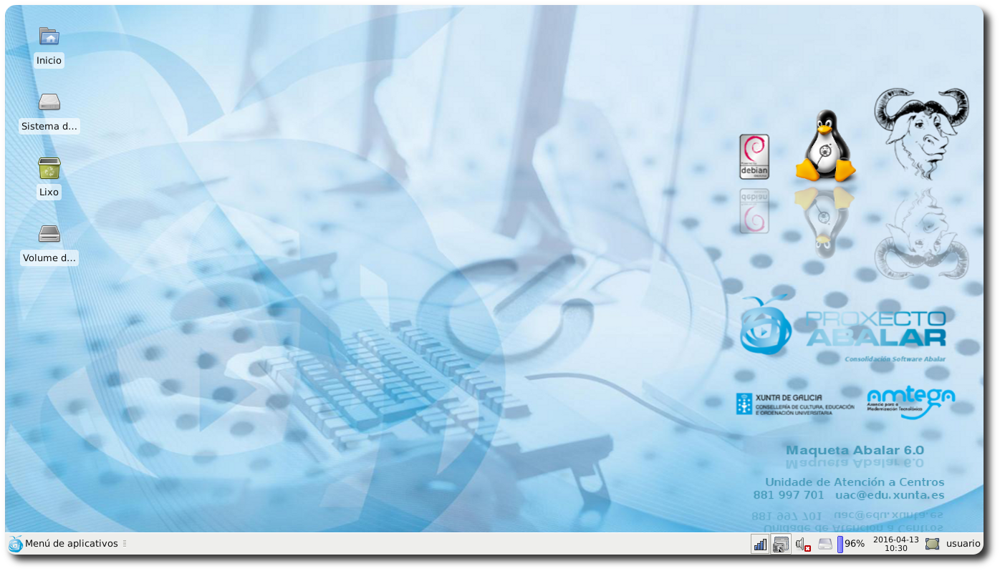 Inicio
Sistema d...
Lixo
Volume d...
debian
PROXECTO
ABALAR
Consolidación Software Abalar
XUNTA DE GALICIA
CONSELLERÍA DE CULTURA, EDUCACIÓN
E ORDENACIÓN UNIVERSITARIA
amtega
Axencia para a
Modernización Tecnolóxica
Maqueta Abalar 6.0
Unidade de Atención a Centros
881 997 701 uac@edu.xunta.es
Menú de aplicativos
96%
2016-04-13
10:30
usuario